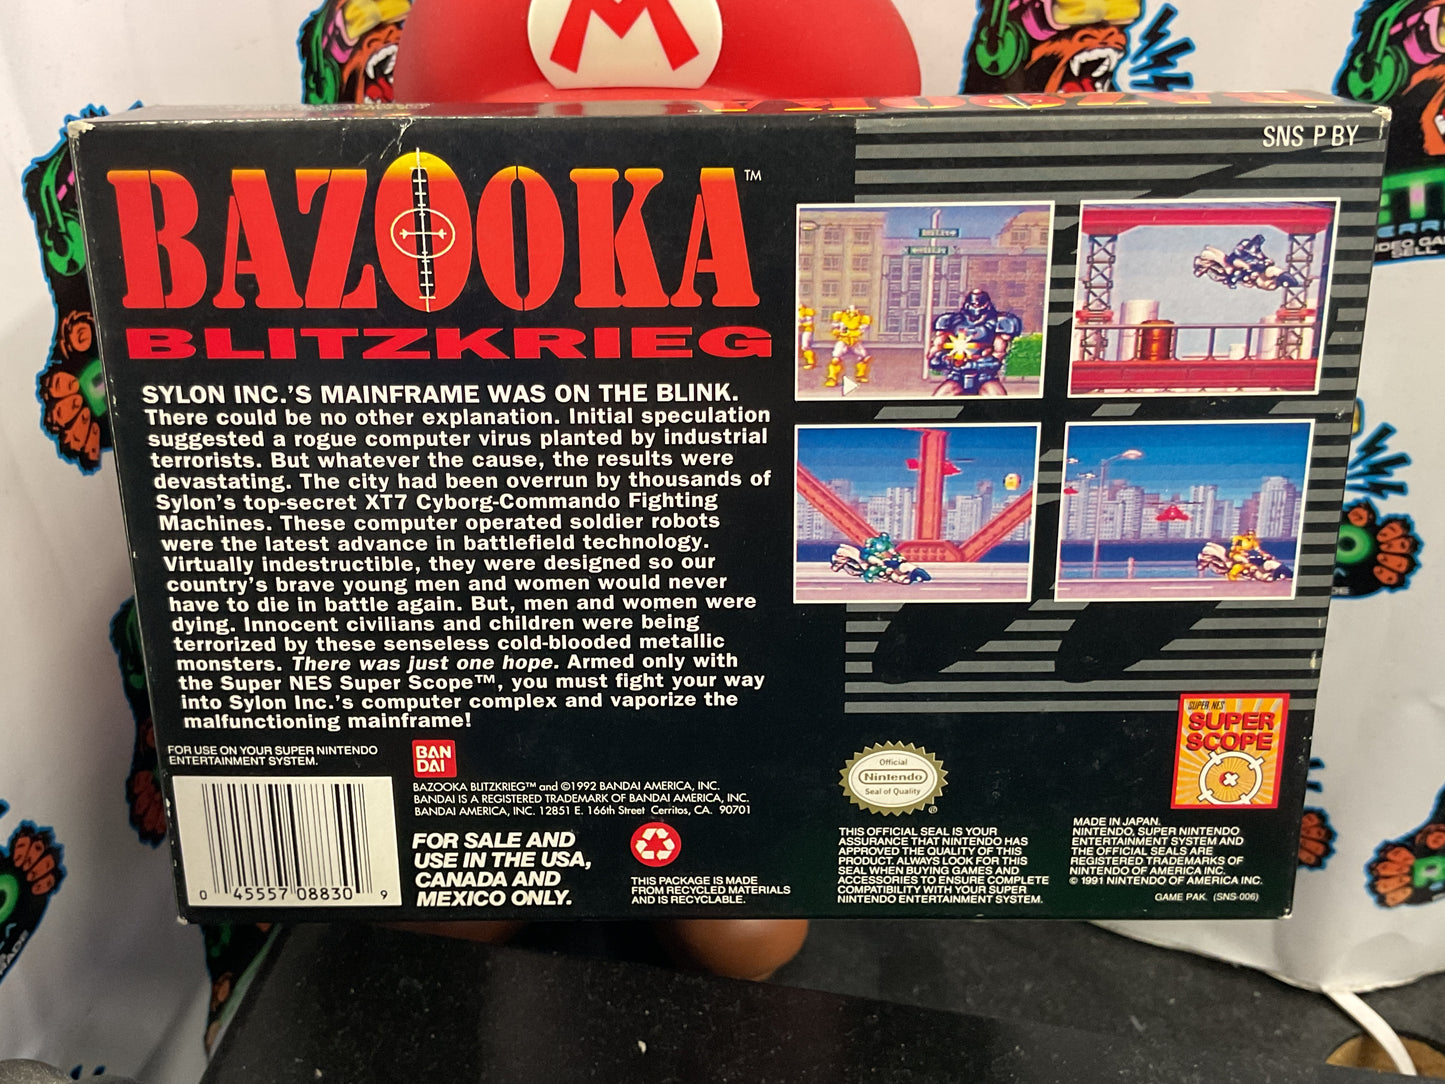 M
SNS P BY
BAZOOKA™
BLITZKRIEG
SYLON INC.'S MAINFRAME WAS ON THE BLINK.
There could be no other explanation. Initial speculation
suggested a rogue computer virus planted by industrial
terrorists. But whatever the cause, the results were
devastating. The city had been overrun by thousands of
Sylon's top-secret XT7 Cyborg-Commando Fighting
Machines. These computer operated soldier robots
were the latest advance in battlefield technology.
Virtually indestructible, they were designed so our
country's brave young men and women would never
have to die in battle again. But, men and women were
dying. Innocent civilians and children were being
terrorized by these senseless cold-blooded metallic
monsters. There was just one hope. Armed only with
the Super NES Super Scope™, you must fight your way
into Sylon Inc.'s computer complex and vaporize the
malfunctioning mainframe!
FOR USE ON YOUR SUPER NINTENDO
ENTERTAINMENT SYSTEM.
0 45557 08830 9
BAN
DAI
BAZOOKA BLITZKRIEG™ and ©1992 BANDAI AMERICA, INC.
BANDAI IS A REGISTERED TRADEMARK OF BANDAI AMERICA, INC.
BANDAI AMERICA, INC. 12851 E. 166th Street Cerritos, CA. 90701
FOR SALE AND
USE IN THE USA,
CANADA AND
MEXICO ONLY.
THIS PACKAGE IS MADE
FROM RECYCLED MATERIALS
AND IS RECYCLABLE.
Official
Nintendo
Seal of Quality
®
THIS OFFICIAL SEAL IS YOUR
ASSURANCE THAT NINTENDO HAS
APPROVED THE QUALITY OF THIS
PRODUCT. ALWAYS LOOK FOR THIS
SEAL WHEN BUYING GAMES AND
ACCESSORIES TO ENSURE COMPLETE
COMPATIBILITY WITH YOUR SUPER
NINTENDO ENTERTAINMENT SYSTEM.
SUPER NES
SUPER
SCOPE
MADE IN JAPAN.
NINTENDO, SUPER NINTENDO
ENTERTAINMENT SYSTEM AND
THE OFFICIAL SEALS ARE
REGISTERED TRADEMARKS OF
NINTENDO OF AMERICA INC.
© 1991 NINTENDO OF AMERICA INC.
GAME PAK (SNS-006)